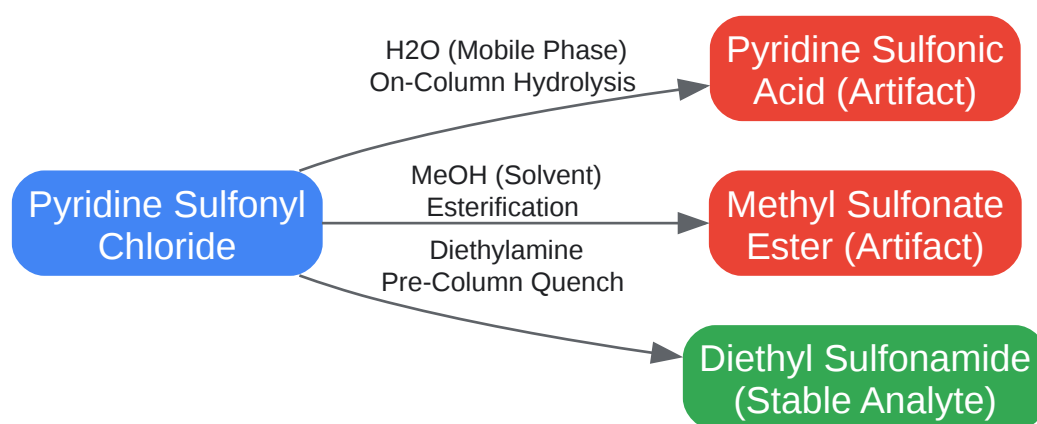 H2O (Mobile Phase)
On-Column Hydrolysis
Pyridine Sulfonic
Acid (Artifact)
Pyridine Sulfonyl
Chloride
MeOH (Solvent)
Esterification
Methyl Sulfonate
Ester (Artifact)
Diethylamine
Pre-Column Quench
Diethyl Sulfonamide
(Stable Analyte)